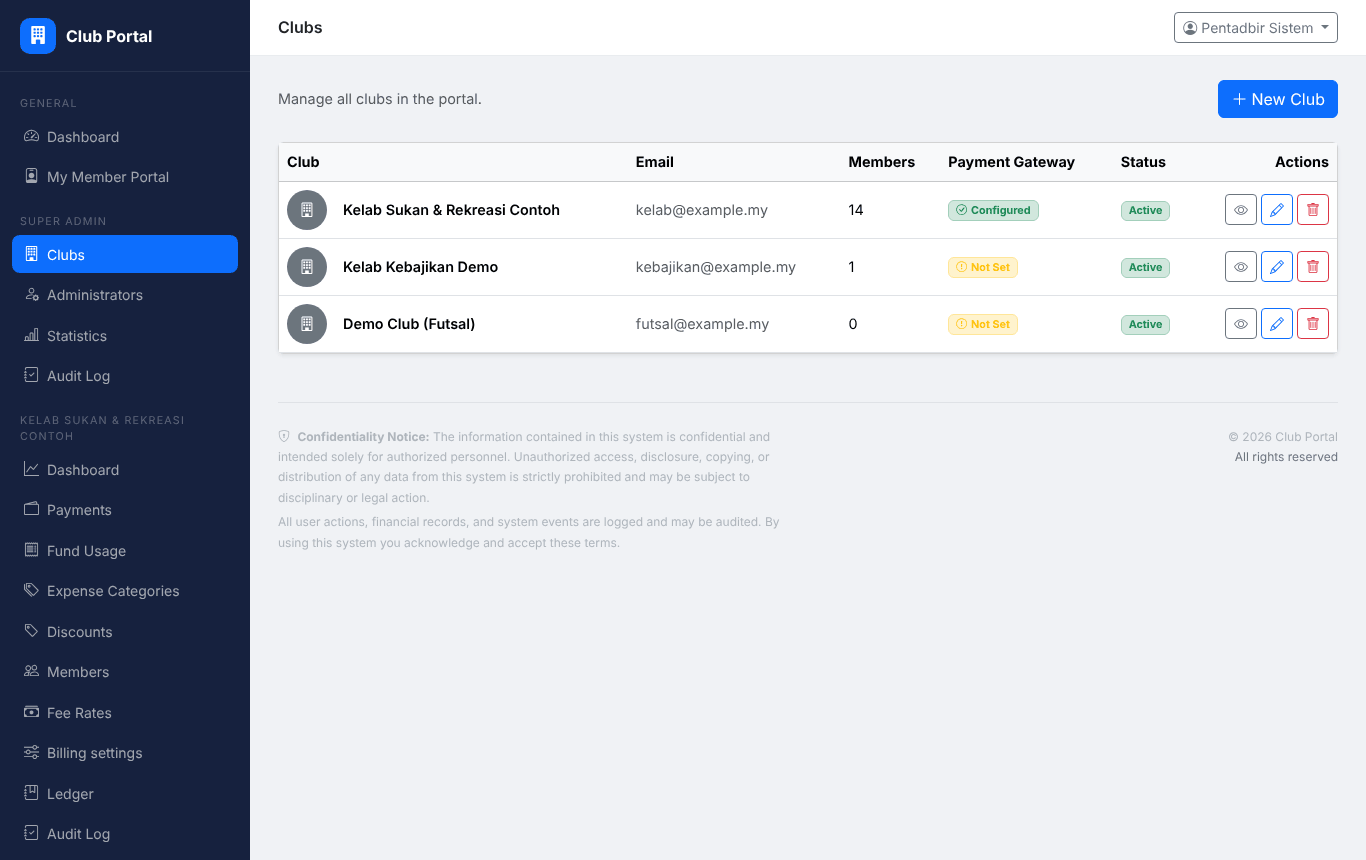 Club Portal
GENERAL
Dashboard
My Member Portal
SUPER ADMIN
Clubs
Administrators
Statistics
Audit Log
KELAB SUKAN & REKREASI
CONTOH
Dashboard
Payments
Fund Usage
Expense Categories
Discounts
Members
Fee Rates
Billing settings
Ledger
Audit Log
Clubs
Pentadbir Sistem
Manage all clubs in the portal.
+ New Club
Club Email Members Payment Gateway Status Actions
Kelab Sukan & Rekreasi Contoh kelab@example.my 14 Configured Active
Kelab Kebajikan Demo kebajikan@example.my 1 Not Set Active
Demo Club (Futsal) futsal@example.my 0 Not Set Active
Confidentiality Notice: The information contained in this system is confidential and
intended solely for authorized personnel. Unauthorized access, disclosure, copying, or
distribution of any data from this system is strictly prohibited and may be subject to
disciplinary or legal action.
All user actions, financial records, and system events are logged and may be audited. By
using this system you acknowledge and accept these terms.
© 2026 Club Portal
All rights reserved